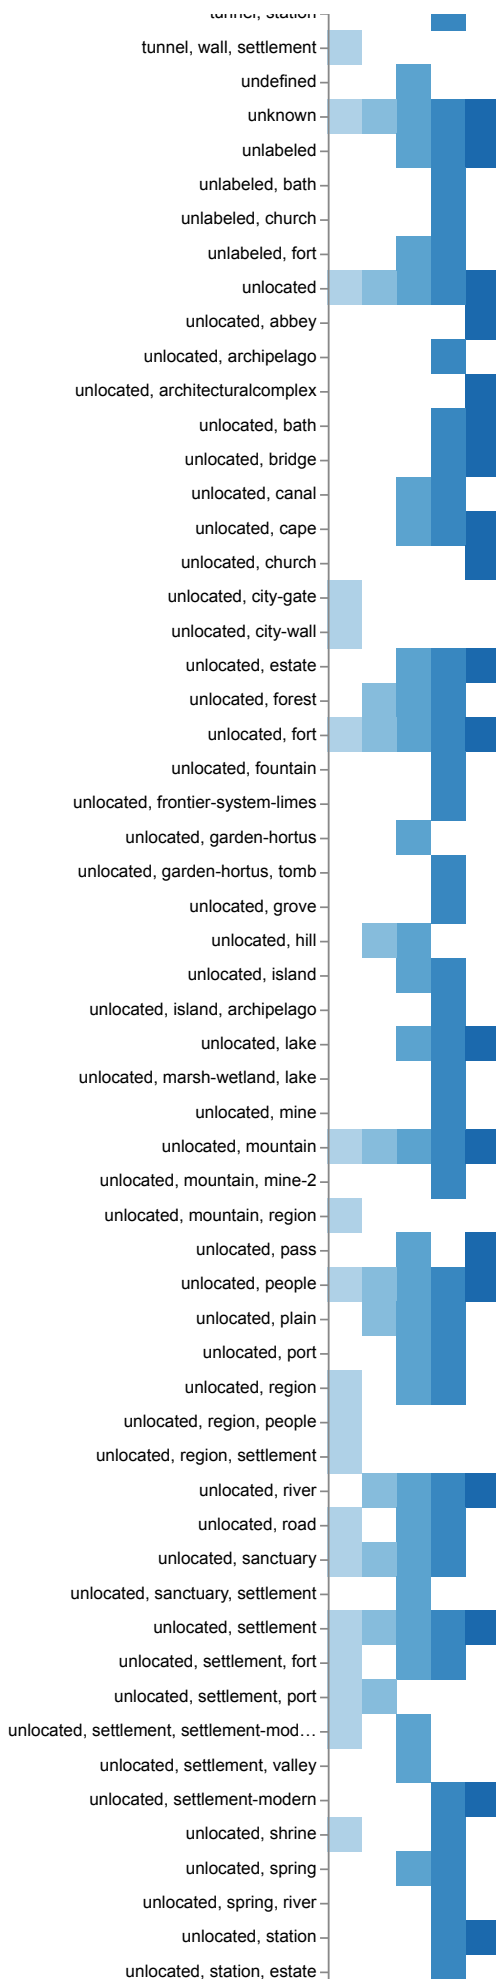 tunnel, station
tunnel, wall, settlement
undefined
unknown
unlabeled
unlabeled, bath
unlabeled, church
unlabeled, fort
unlocated
unlocated, abbey
unlocated, archipelago
unlocated, architecturalcomplex
unlocated, bath
unlocated, bridge
unlocated, canal
unlocated, cape
unlocated, church
unlocated, city-gate
unlocated, city-wall
unlocated, estate
unlocated, forest
unlocated, fort
unlocated, fountain
unlocated, frontier-system-limes
unlocated, garden-hortus
unlocated, garden-hortus, tomb
unlocated, grove
unlocated, hill
unlocated, island
unlocated, island, archipelago
unlocated, lake
unlocated, marsh-wetland, lake
unlocated, mine
unlocated, mountain
unlocated, mountain, mine-2
unlocated, mountain, region
unlocated, pass
unlocated, people
unlocated, plain
unlocated, port
unlocated, region
unlocated, region, people
unlocated, region, settlement
unlocated, river
unlocated, road
unlocated, sanctuary
unlocated, sanctuary, settlement
unlocated, settlement
unlocated, settlement, fort
unlocated, settlement, port
unlocated, settlement, settlement-mod…
unlocated, settlement, valley
unlocated, settlement-modern
unlocated, shrine
unlocated, spring
unlocated, spring, river
unlocated, station
unlocated, station, estate